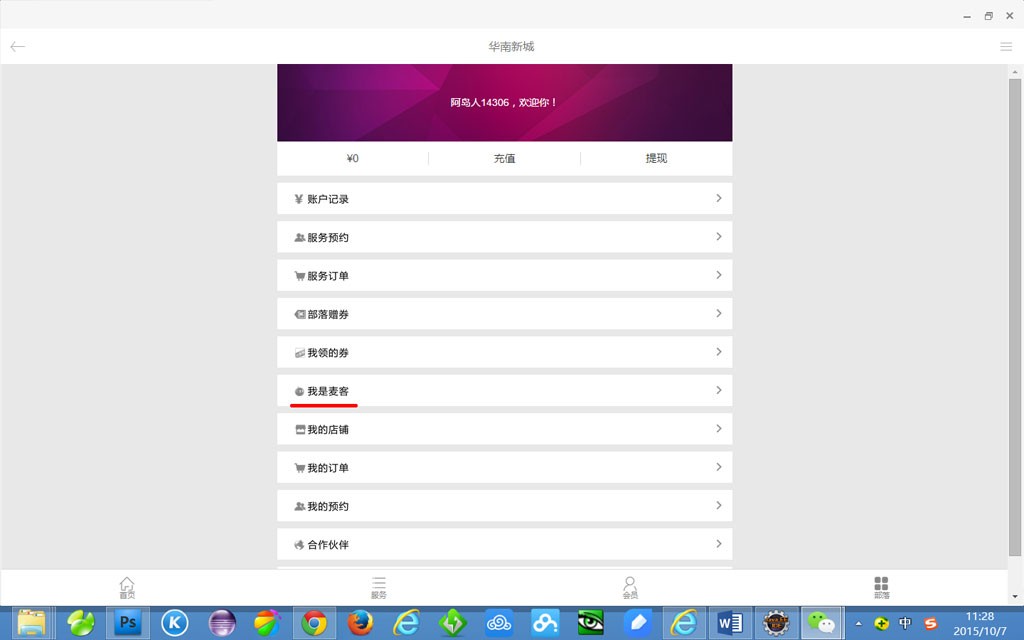 华南新城
阿岛人14306，欢迎你！
¥0 充值 提现
账户记录
服务预约
服务订单
部落赠券
我领的券
我是麦客
我的店铺
我的订单
我的预约
合作伙伴
首页 服务 会员 部落
Ps K W 中 S 11:28
2015/10/7